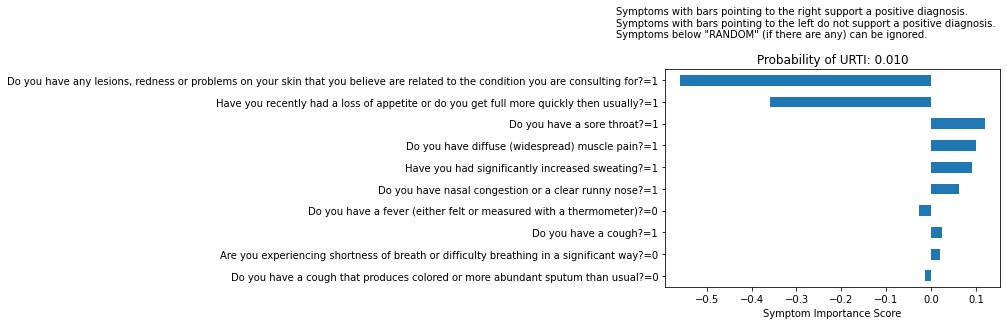 Symptoms with bars pointing to the right support a positive diagnosis.
Symptoms with bars pointing to the left do not support a positive diagnosis.
Symptoms below "RANDOM" (if there are any) can be ignored.
Probability of URTI: 0.010
Do you have any lesions, redness or problems on your skin that you believe are related to the condition you are consulting for?=1
Have you recently had a loss of appetite or do you get full more quickly then usually?=1
Do you have a sore throat?=1
Do you have diffuse (widespread) muscle pain?=1
Have you had significantly increased sweating?=1
Do you have nasal congestion or a clear runny nose?=1
Do you have a fever (either felt or measured with a thermometer)?=0
Do you have a cough?=1
Are you experiencing shortness of breath or difficulty breathing in a significant way?=0
Do you have a cough that produces colored or more abundant sputum than usual?=0
−0.5 −0.4 −0.3 −0.2 −0.1 0.0 0.1
Symptom Importance Score